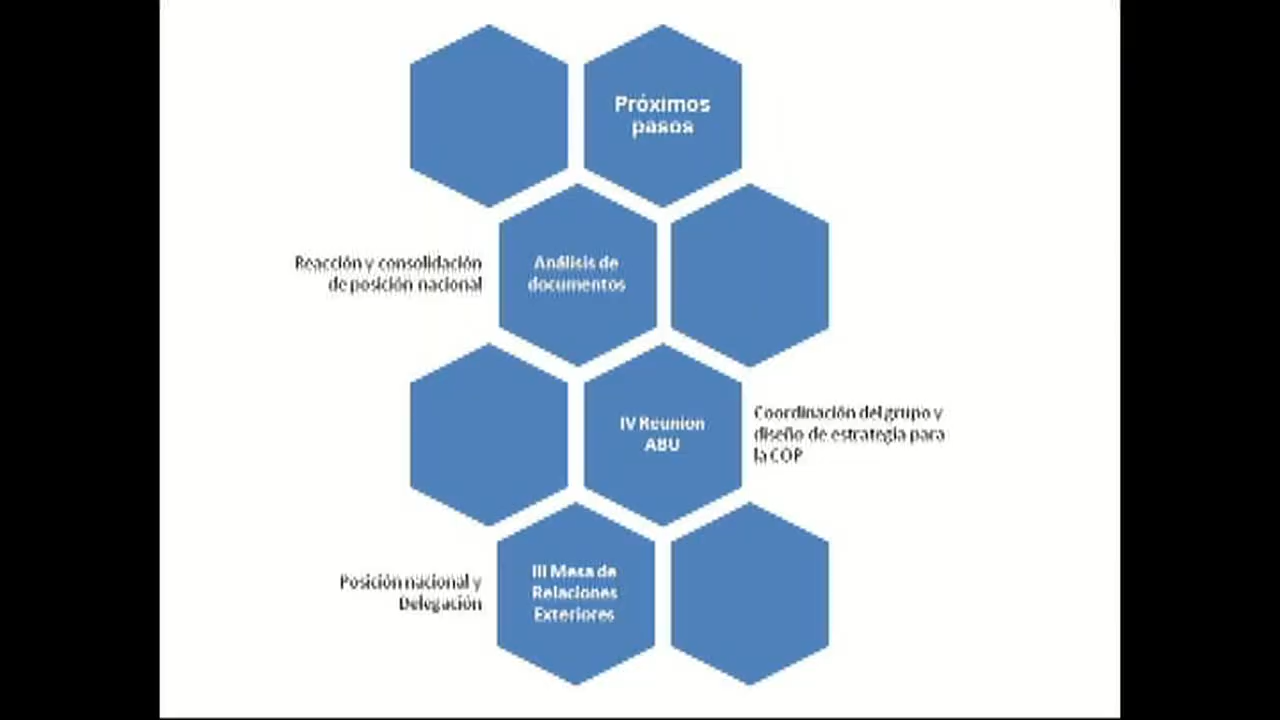 Próximos
pasos
Reacción y consolidación
de posición nacional
Análisis de
documentos
IV Reunion
ABU
Coordinación del grupo y
diseño de estrategia para
la COP
Posición nacional y
Delegación
III Mesa de
Relaciones
Exteriores